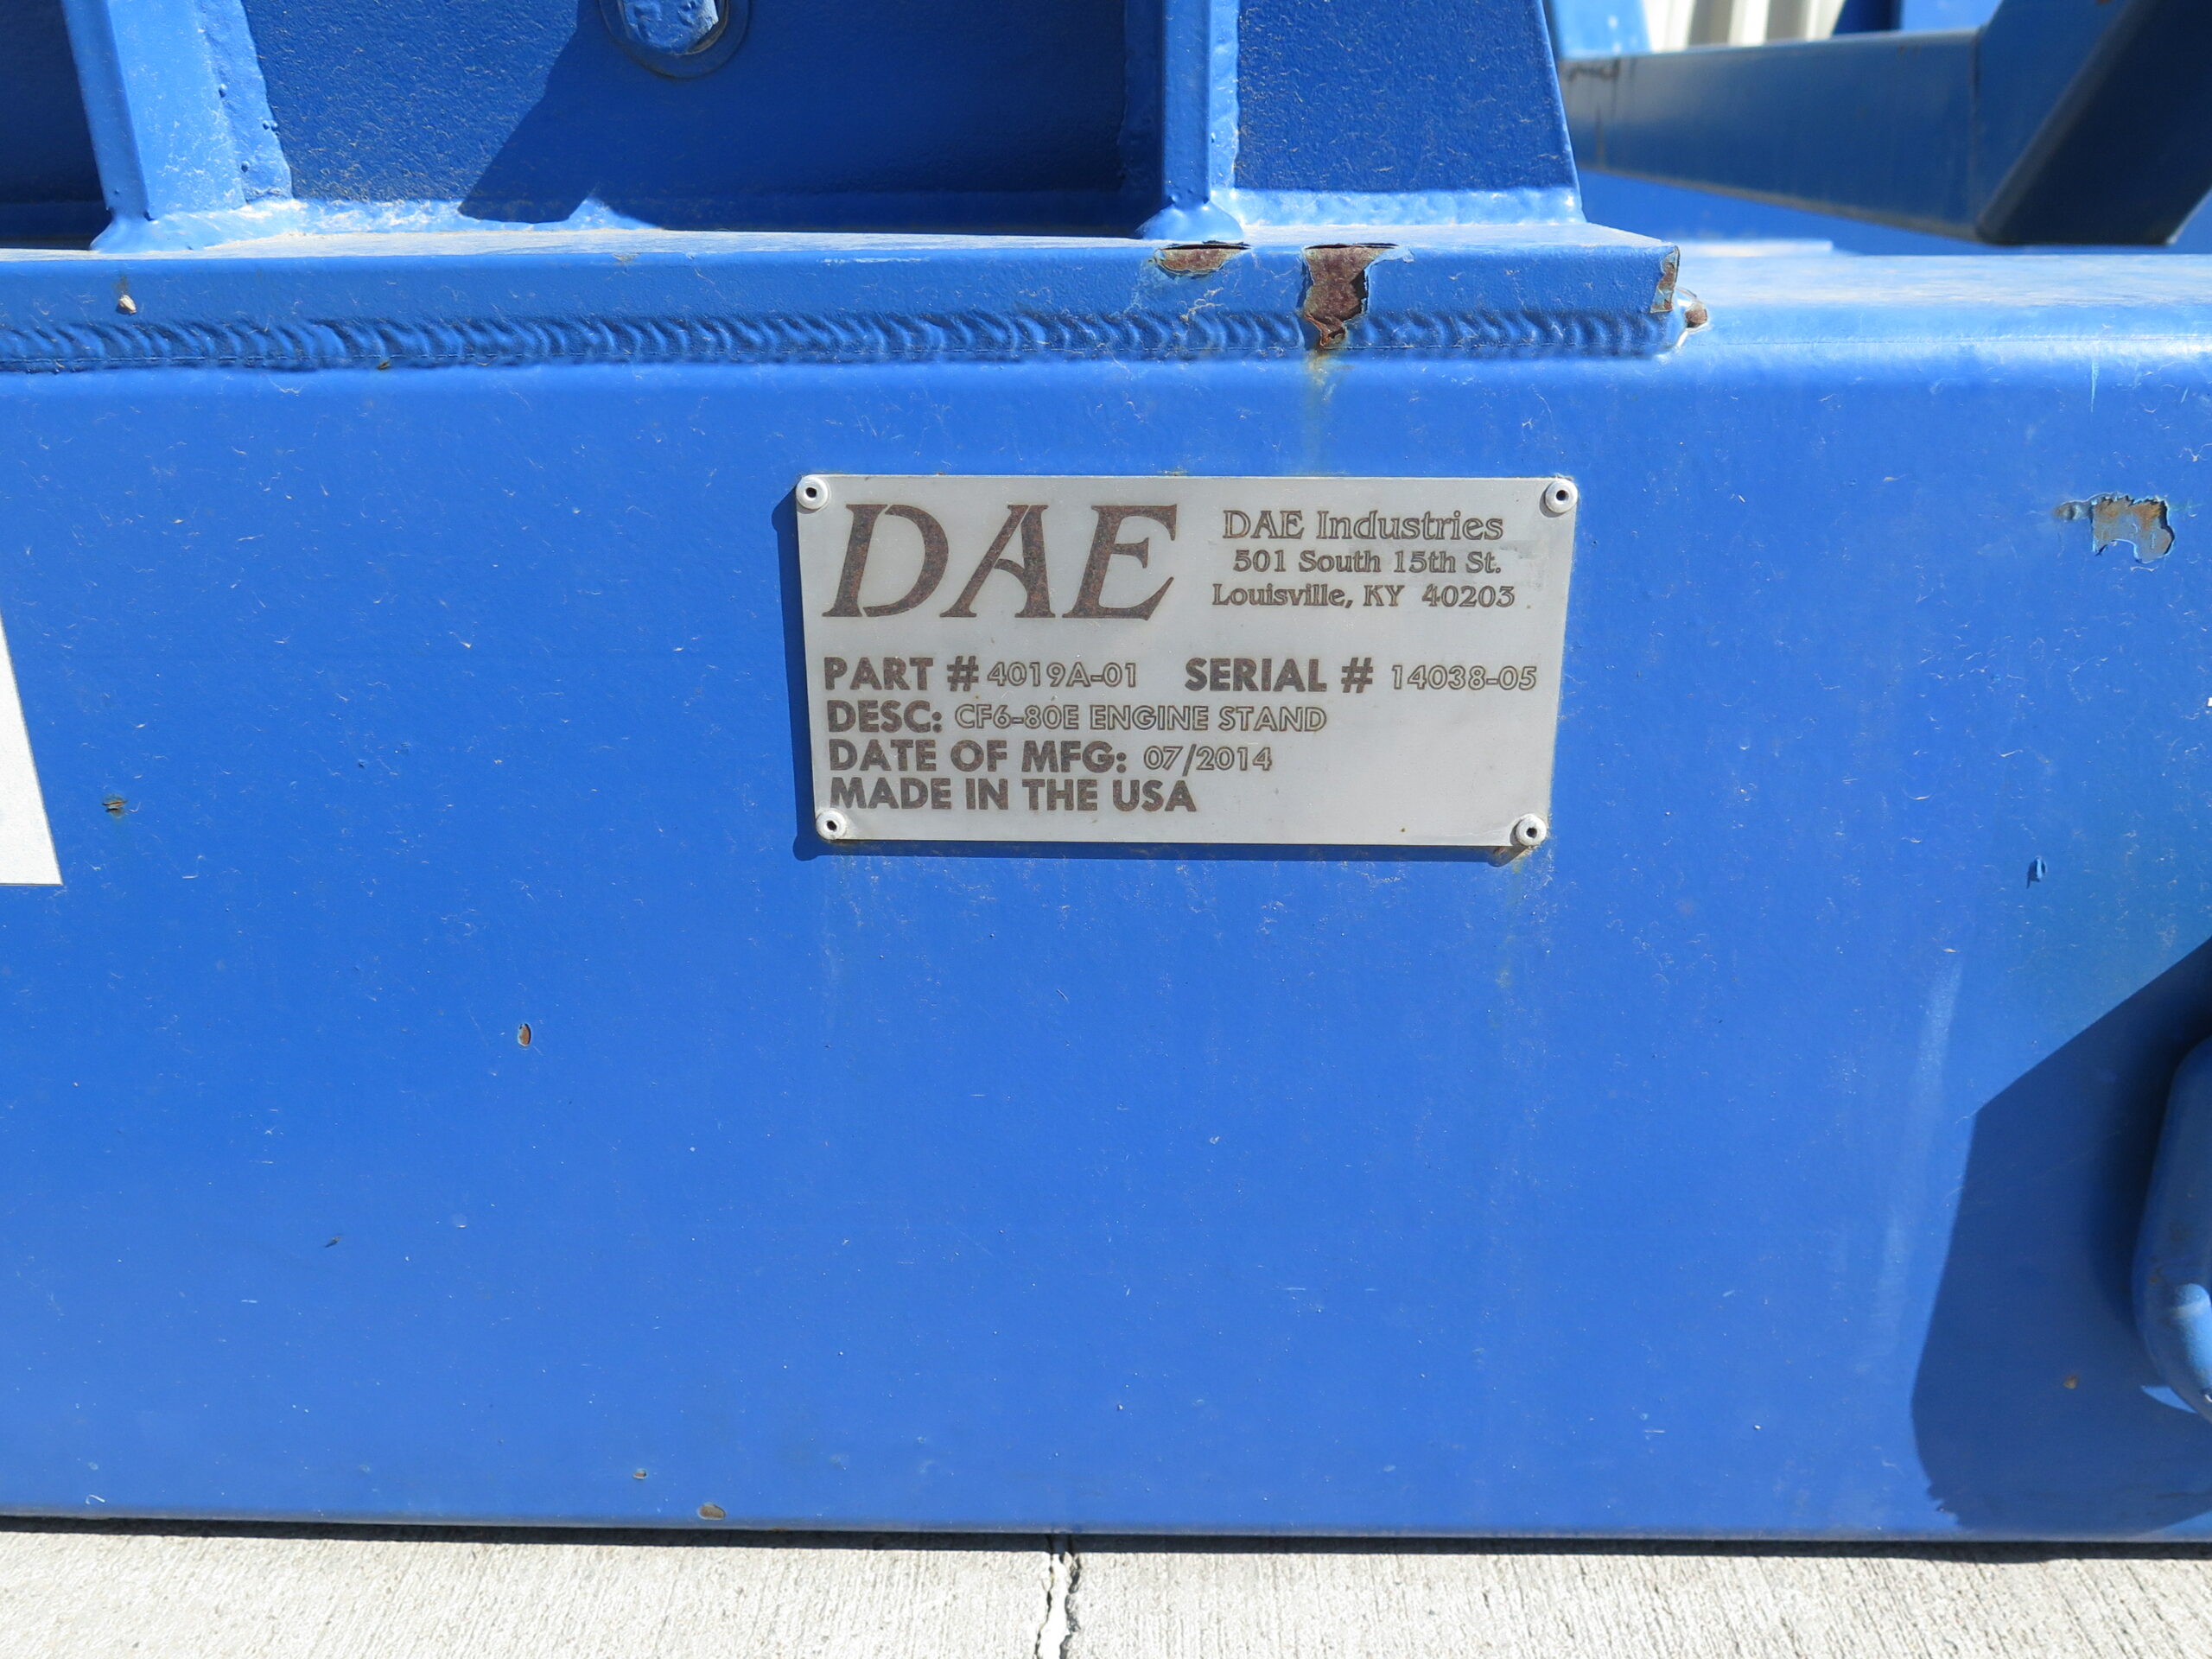 DAE
DAE Industries
501 South 15th St.
Louisville, KY 40203
PART # 4019A-01 SERIAL # 14038-05
DESC: CF6-80E ENGINE STAND
DATE OF MFG: 07/2014
MADE IN THE USA